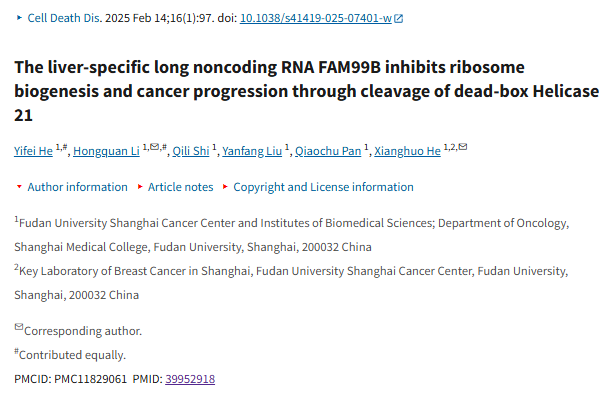 Cell Death Dis. 2025 Feb 14;16(1):97. doi: 10.1038/s41419-025-07401-w
The liver-specific long noncoding RNA FAM99B inhibits ribosome
biogenesis and cancer progression through cleavage of dead-box Helicase
21
Yifei He 1,#, Hongquan Li 1,✉,#, Qili Shi 1, Yanfang Liu 1, Qiaochu Pan 1, Xianghuo He 1,2,✉
Author information Article notes Copyright and License information
1Fudan University Shanghai Cancer Center and Institutes of Biomedical Sciences; Department of Oncology,
Shanghai Medical College, Fudan University, Shanghai, 200032 China
2Key Laboratory of Breast Cancer in Shanghai, Fudan University Shanghai Cancer Center, Fudan University,
Shanghai, 200032 China
✉Corresponding author.
#Contributed equally.
PMCID: PMC11829061 PMID: 39952918